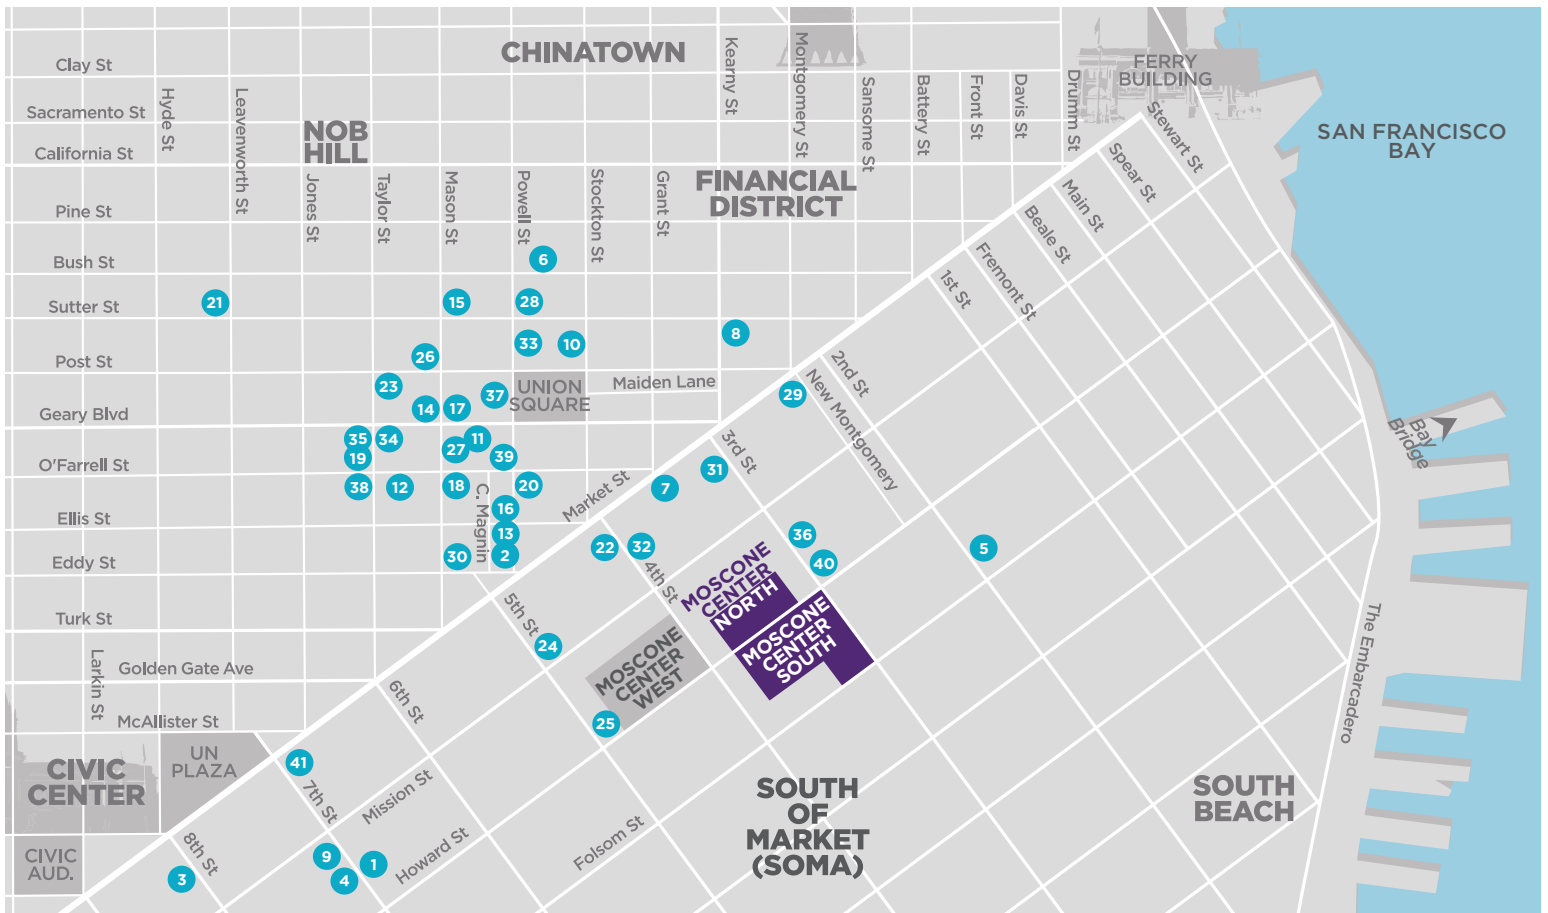 CHINATOWN
Clay St
Sacramento St
California St
Pine St
Bush St
Sutter St
Post St
Geary Blvd
O'Farrell St
Ellis St
Eddy St
Turk St
Golden Gate Ave
McAllister St
Larkin St
Hyde St
Leavenworth St
Jones St
Taylor St
Mason St
Powell St
Stockton St
Grant St
Kearny St
Montgomery St
Sansome St
Battery St
Front St
Davis St
Drumm St
NOB
HILL
FINANCIAL
DISTRICT
FERRY
BUILDING
SAN FRANCISCO
BAY
Stewart St
Spear St
Main St
Beale St
Fremont St
1st St
2nd St
New Montgomery
3rd St
4th St
5th St
6th St
7th St
8th St
Market St
Mission St
Howard St
Folsom St
C. Magnin
Maiden Lane
UNION
SQUARE
Bay
Bridge
The Embarcadero
MOSCONE
CENTER
NORTH
MOSCONE
CENTER
SOUTH
MOSCONE
CENTER
WEST
UN
PLAZA
CIVIC
CENTER
CIVIC
AUD.
SOUTH
OF
MARKET
(SOMA)
SOUTH
BEACH
6
21
15
28
8
33
10
26
23
37
29
14
17
35
34
11
27
39
19
31
38
12
18
20
7
16
13
36
22
32
5
30
2
40
24
25
41
9
1
4
3